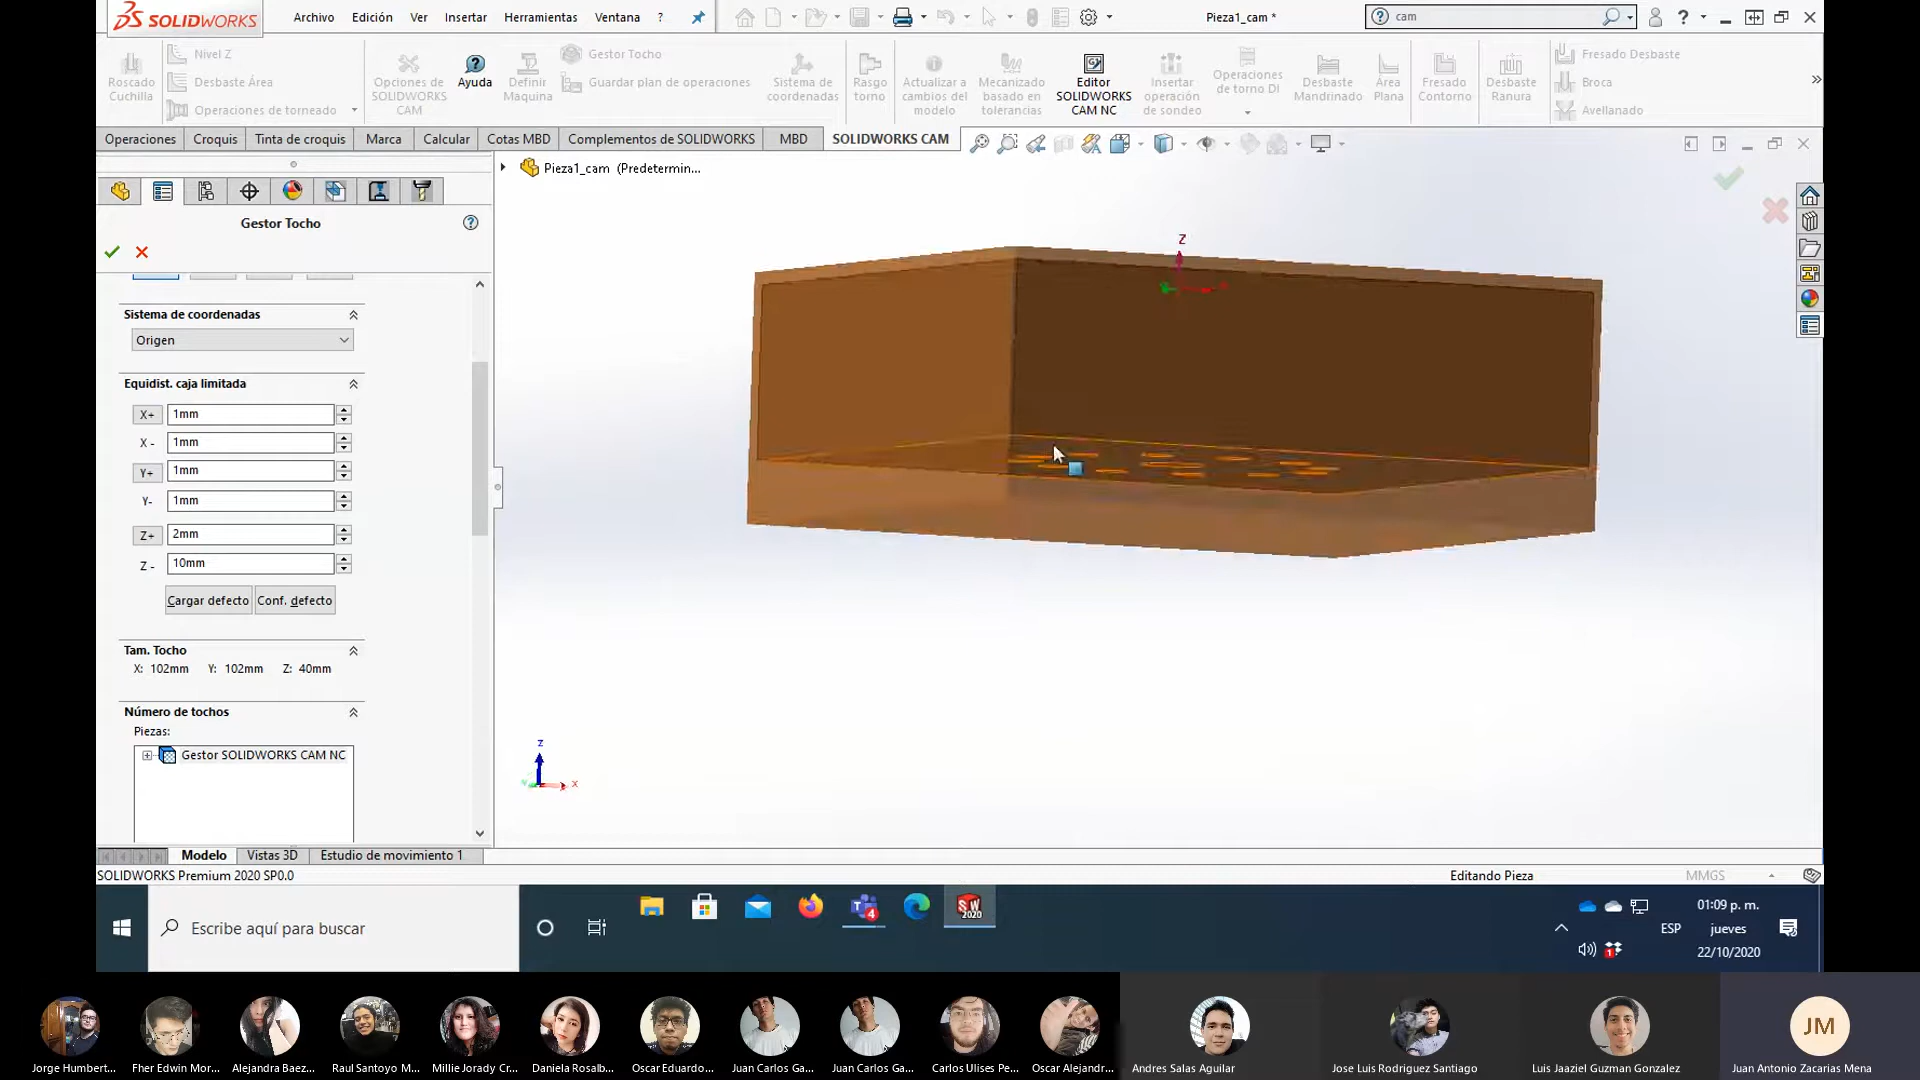 SOLIDWORKS Archivo Edición Ver Insertar Herramientas Ventana ? Pieza1_cam * cam ?
Roscado Cuchilla
Nivel Z
Desbaste Área
Operaciones de torneado
Opciones de SOLIDWORKS CAM
Ayuda
Definir Maquina
Gestor Tocho
Guardar plan de operaciones
Sistema de coordenadas
Rasgo torno
Actualizar a cambios del modelo
Mecanizado basado en tolerancias
Editor SOLIDWORKS CAM NC
Insertar operación de sondeo
Operaciones de torno DI
Desbaste Mandrinado
Area Plana
Fresado Contorno
Desbaste Ranura
Fresado Desbaste
Broca
Avellanado
Operaciones Croquis Tinta de croquis Marca Calcular Cotas MBD Complementos de SOLIDWORKS MBD SOLIDWORKS CAM
Pieza1_cam (Predetermin...
Gestor Tocho
Sistema de coordenadas
Origen
Equidist. caja limitada
X+ 1mm
X - 1mm
Y+ 1mm
Y- 1mm
Z+ 2mm
Z - 10mm
Cargar defecto Conf. defecto
Tam. Tocho
X: 102mm Y: 102mm Z: 40mm
Número de tochos
Piezas:
Gestor SOLIDWORKS CAM NC
Z
z
x
Modelo Vistas 3D Estudio de movimiento 1
SOLIDWORKS Premium 2020 SP0.0 Editando Pieza MMGS
Escribe aquí para buscar
4
SW 2020
ESP
1
01:09 p. m.
jueves
22/10/2020
JM
Jorge Humbert... Fher Edwin Mor... Alejandra Baez... Raul Santoyo M... Millie Jorady Cr... Daniela Rosalb... Oscar Eduardo... Juan Carlos Ga... Juan Carlos Ga... Carlos Ulises Pe... Oscar Alejandr... Andres Salas Aguilar Jose Luis Rodriguez Santiago Luis Jaaziel Guzman Gonzalez Juan Antonio Zacarias Mena